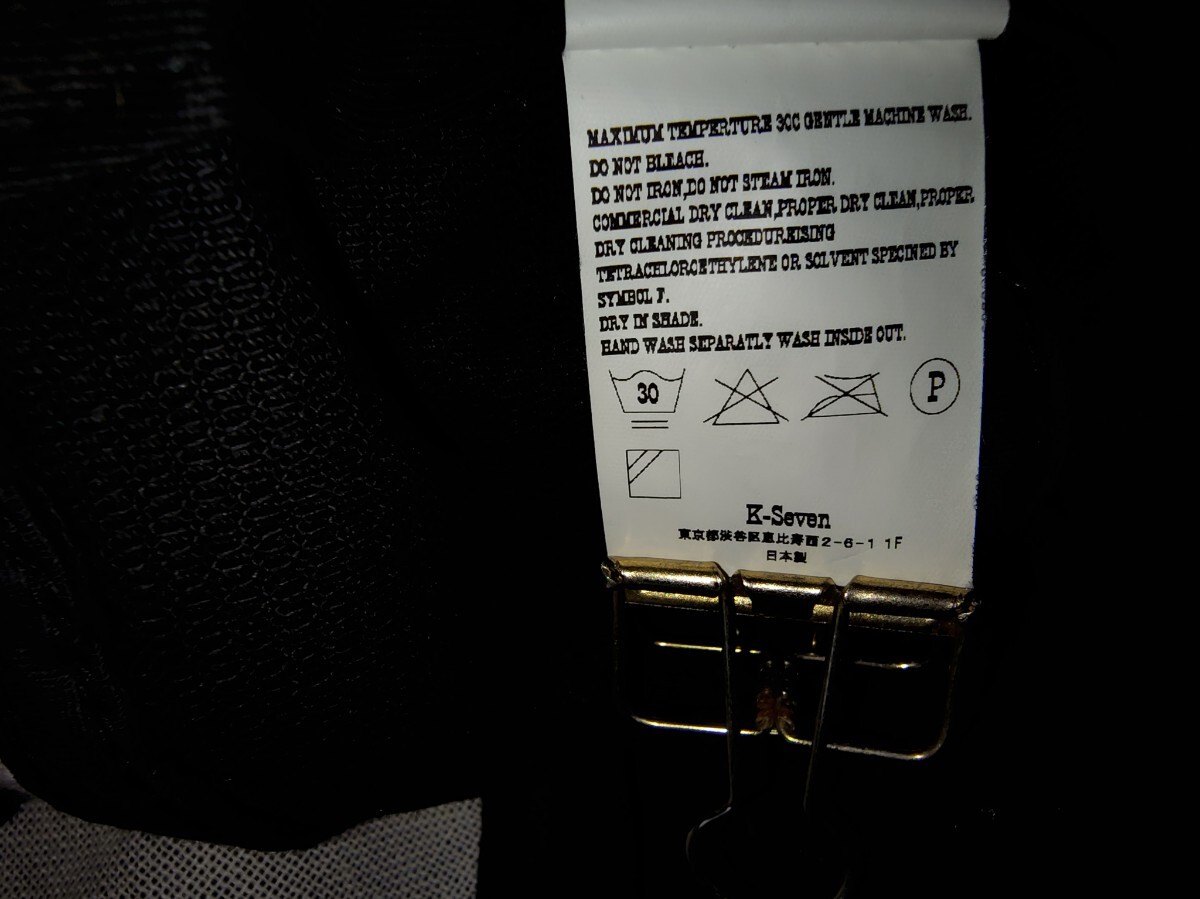 MAXIMUM TEMPERTURE 30C GENTLE MACHINE WASH.
DO NOT BLEACH.
DO NOT IRON,DO NOT STEAM IRON.
COMMERCIAL DRY CLEAN,PROPER DRY CLEAN,PROPER
DRY CLEANING PROCEDUREISING
TETRACHLOROETHYLENE OR SOLVENT SPECINED BY
SYMBOL F.
DRY IN SHADE.
HAND WASH SEPARATLY WASH INSIDE OUT.
30
P
K-Seven
東京都渋谷区恵比寿西2-6-1 1F
日本製